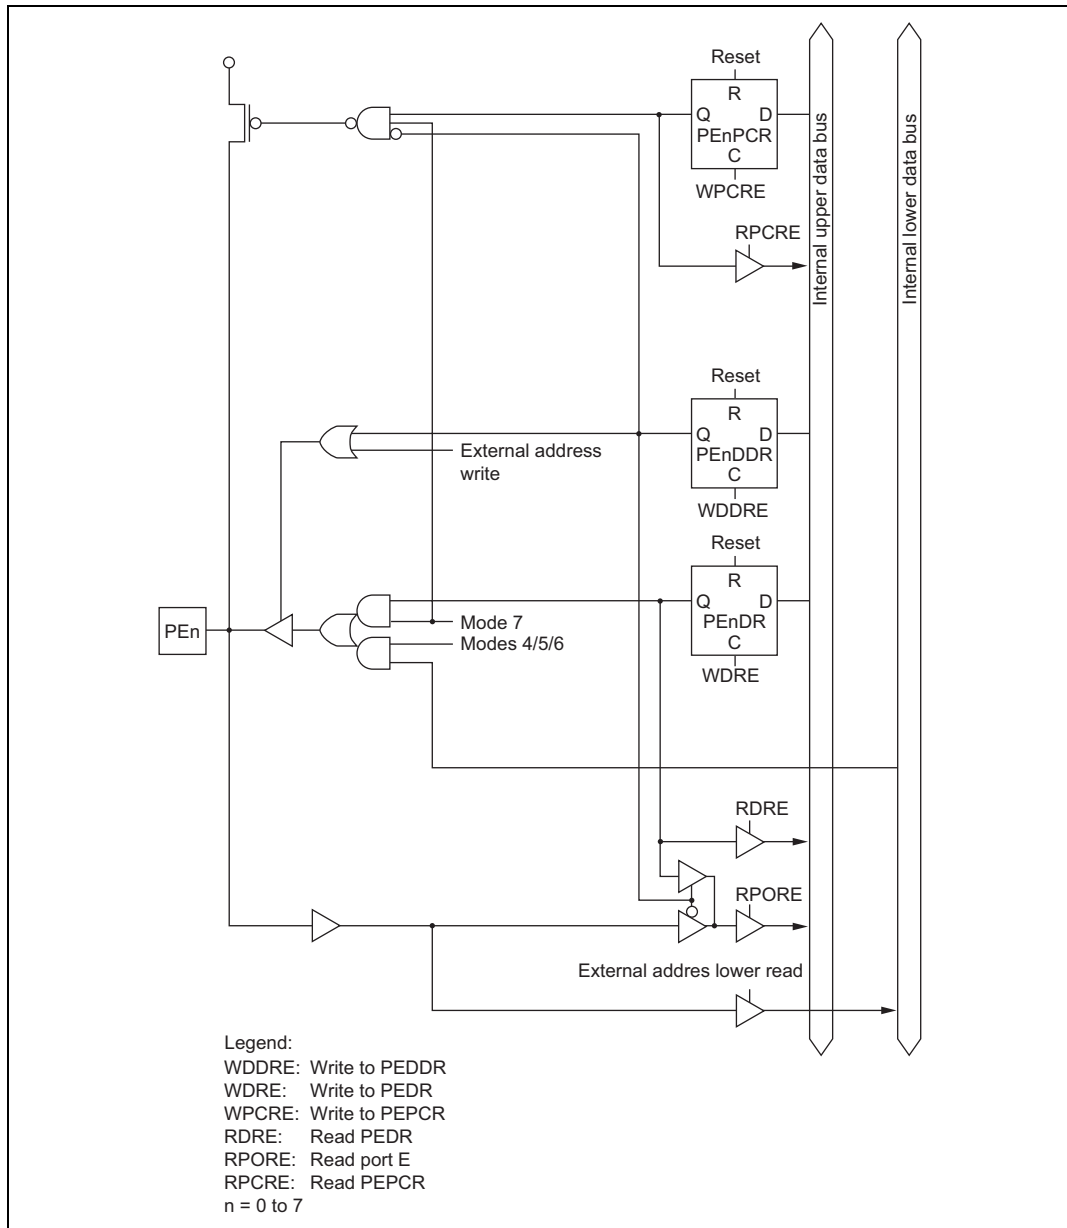 Reset
R
Q D
PEnPCR
C
WPCRE
RPCRE
Internal upper data bus
Internal lower data bus
Reset
R
Q D
PEnDDR
C
WDDRE
External address
write
Reset
R
Q D
PEnDR
C
WDRE
PEn
Mode 7
Modes 4/5/6
RDRE
RPORE
External addres lower read
Legend:
WDDRE: Write to PEDDR
WDRE: Write to PEDR
WPCRE: Write to PEPCR
RDRE: Read PEDR
RPORE: Read port E
RPCRE: Read PEPCR
n = 0 to 7